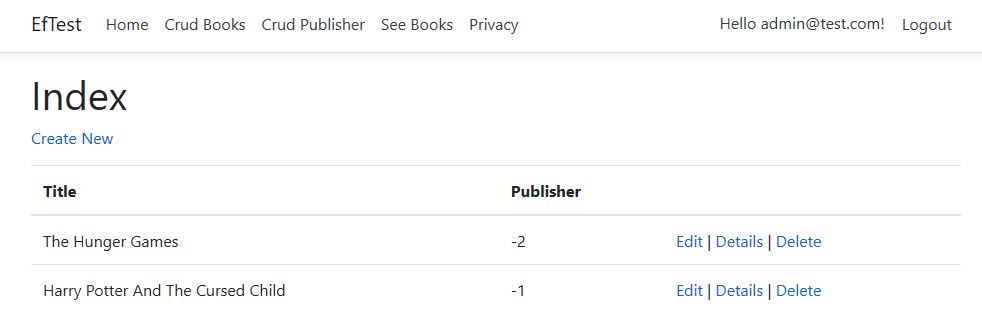 EfTest Home Crud Books Crud Publisher See Books Privacy Hello admin@test.com! Logout
Index
Create New
Title Publisher
The Hunger Games -2 Edit | Details | Delete
Harry Potter And The Cursed Child -1 Edit | Details | Delete